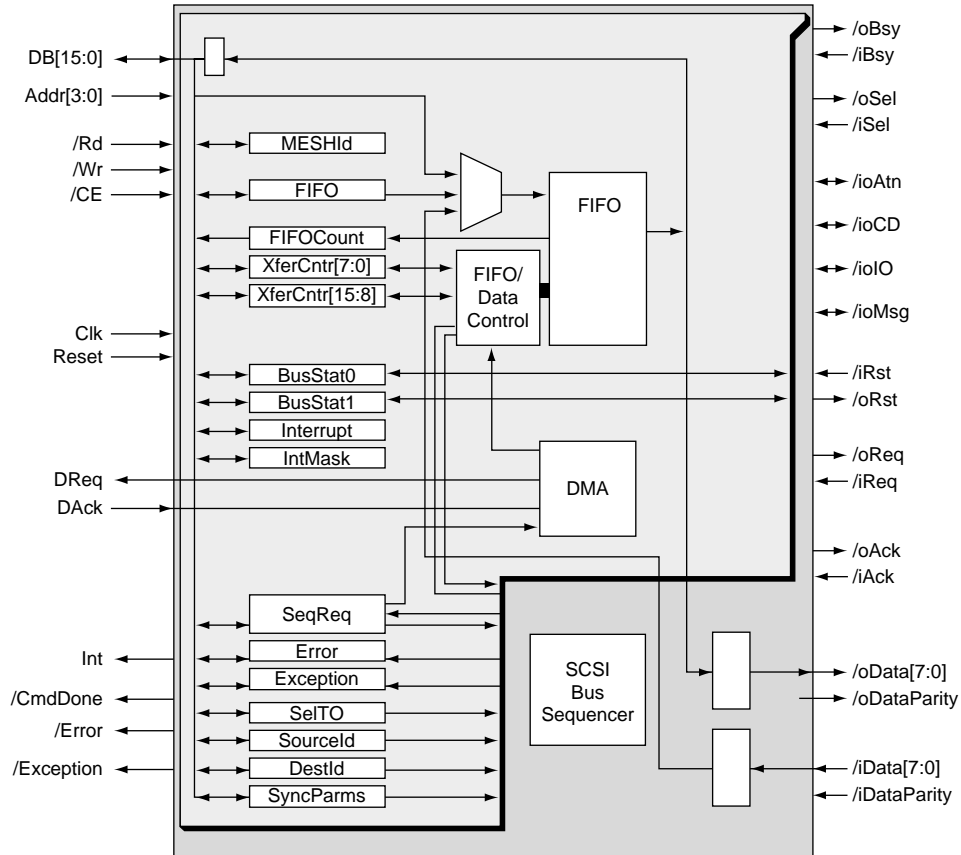 DB[15:0]
Addr[3:0]
/Rd
/Wr
/CE
Clk
Reset
DReq
DAck
Int
/CmdDone
/Error
/Exception
MESHId
FIFO
FIFOCount
XferCntr[7:0]
XferCntr[15:8]
BusStat0
BusStat1
Interrupt
IntMask
SeqReq
Error
Exception
SelTO
SourceId
DestId
SyncParms
FIFO/
Data
Control
FIFO
DMA
SCSI
Bus
Sequencer
/oBsy
/iBsy
/oSel
/iSel
/ioAtn
/ioCD
/ioIO
/ioMsg
/iRst
/oRst
/oReq
/iReq
/oAck
/iAck
/oData[7:0]
/oDataParity
/iData[7:0]
/iDataParity